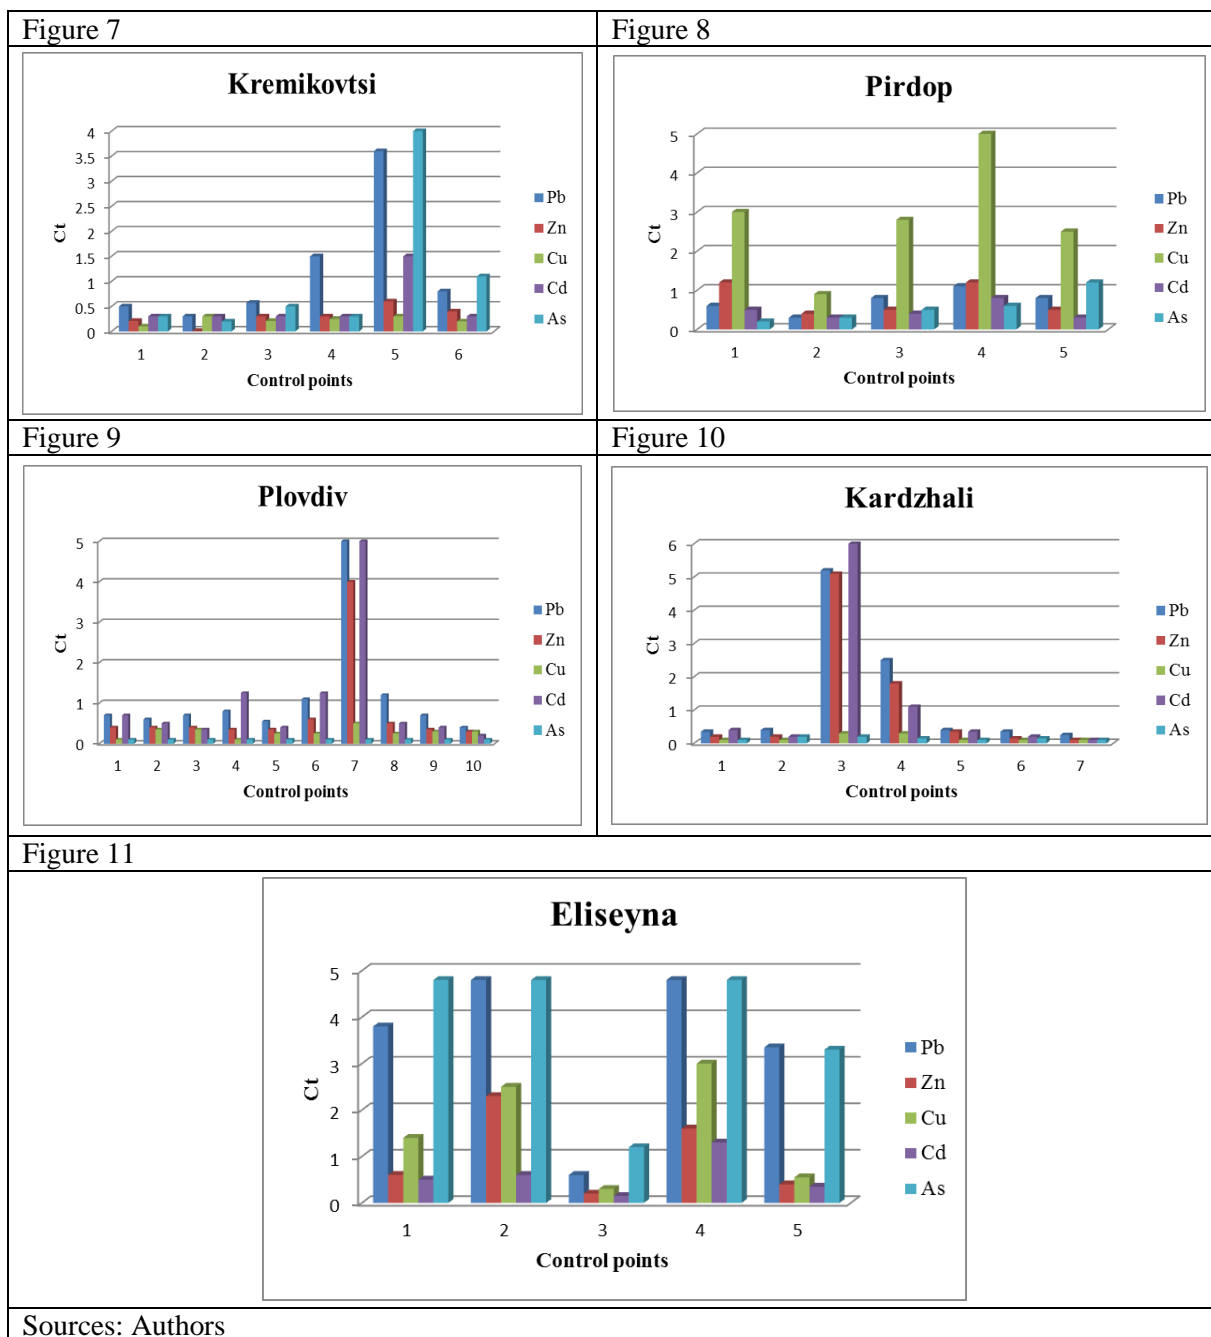 Figure 7
Figure 8
Kremikovtsi
Ct
4
3.5
3
2.5
2
1.5
1
0.5
0
1 2 3 4 5 6
Control points
Pb
Zn
Cu
Cd
As
Pirdop
Ct
5
4
3
2
1
0
1 2 3 4 5
Control points
Pb
Zn
Cu
Cd
As
Figure 9
Figure 10
Plovdiv
Ct
5
4
3
2
1
0
1 2 3 4 5 6 7 8 9 10
Control points
Pb
Zn
Cu
Cd
As
Kardzhali
Ct
6
5
4
3
2
1
0
1 2 3 4 5 6 7
Control points
Pb
Zn
Cu
Cd
As
Figure 11
Eliseyna
Ct
5
4
3
2
1
0
1 2 3 4 5
Control points
Pb
Zn
Cu
Cd
As
Sources: Authors